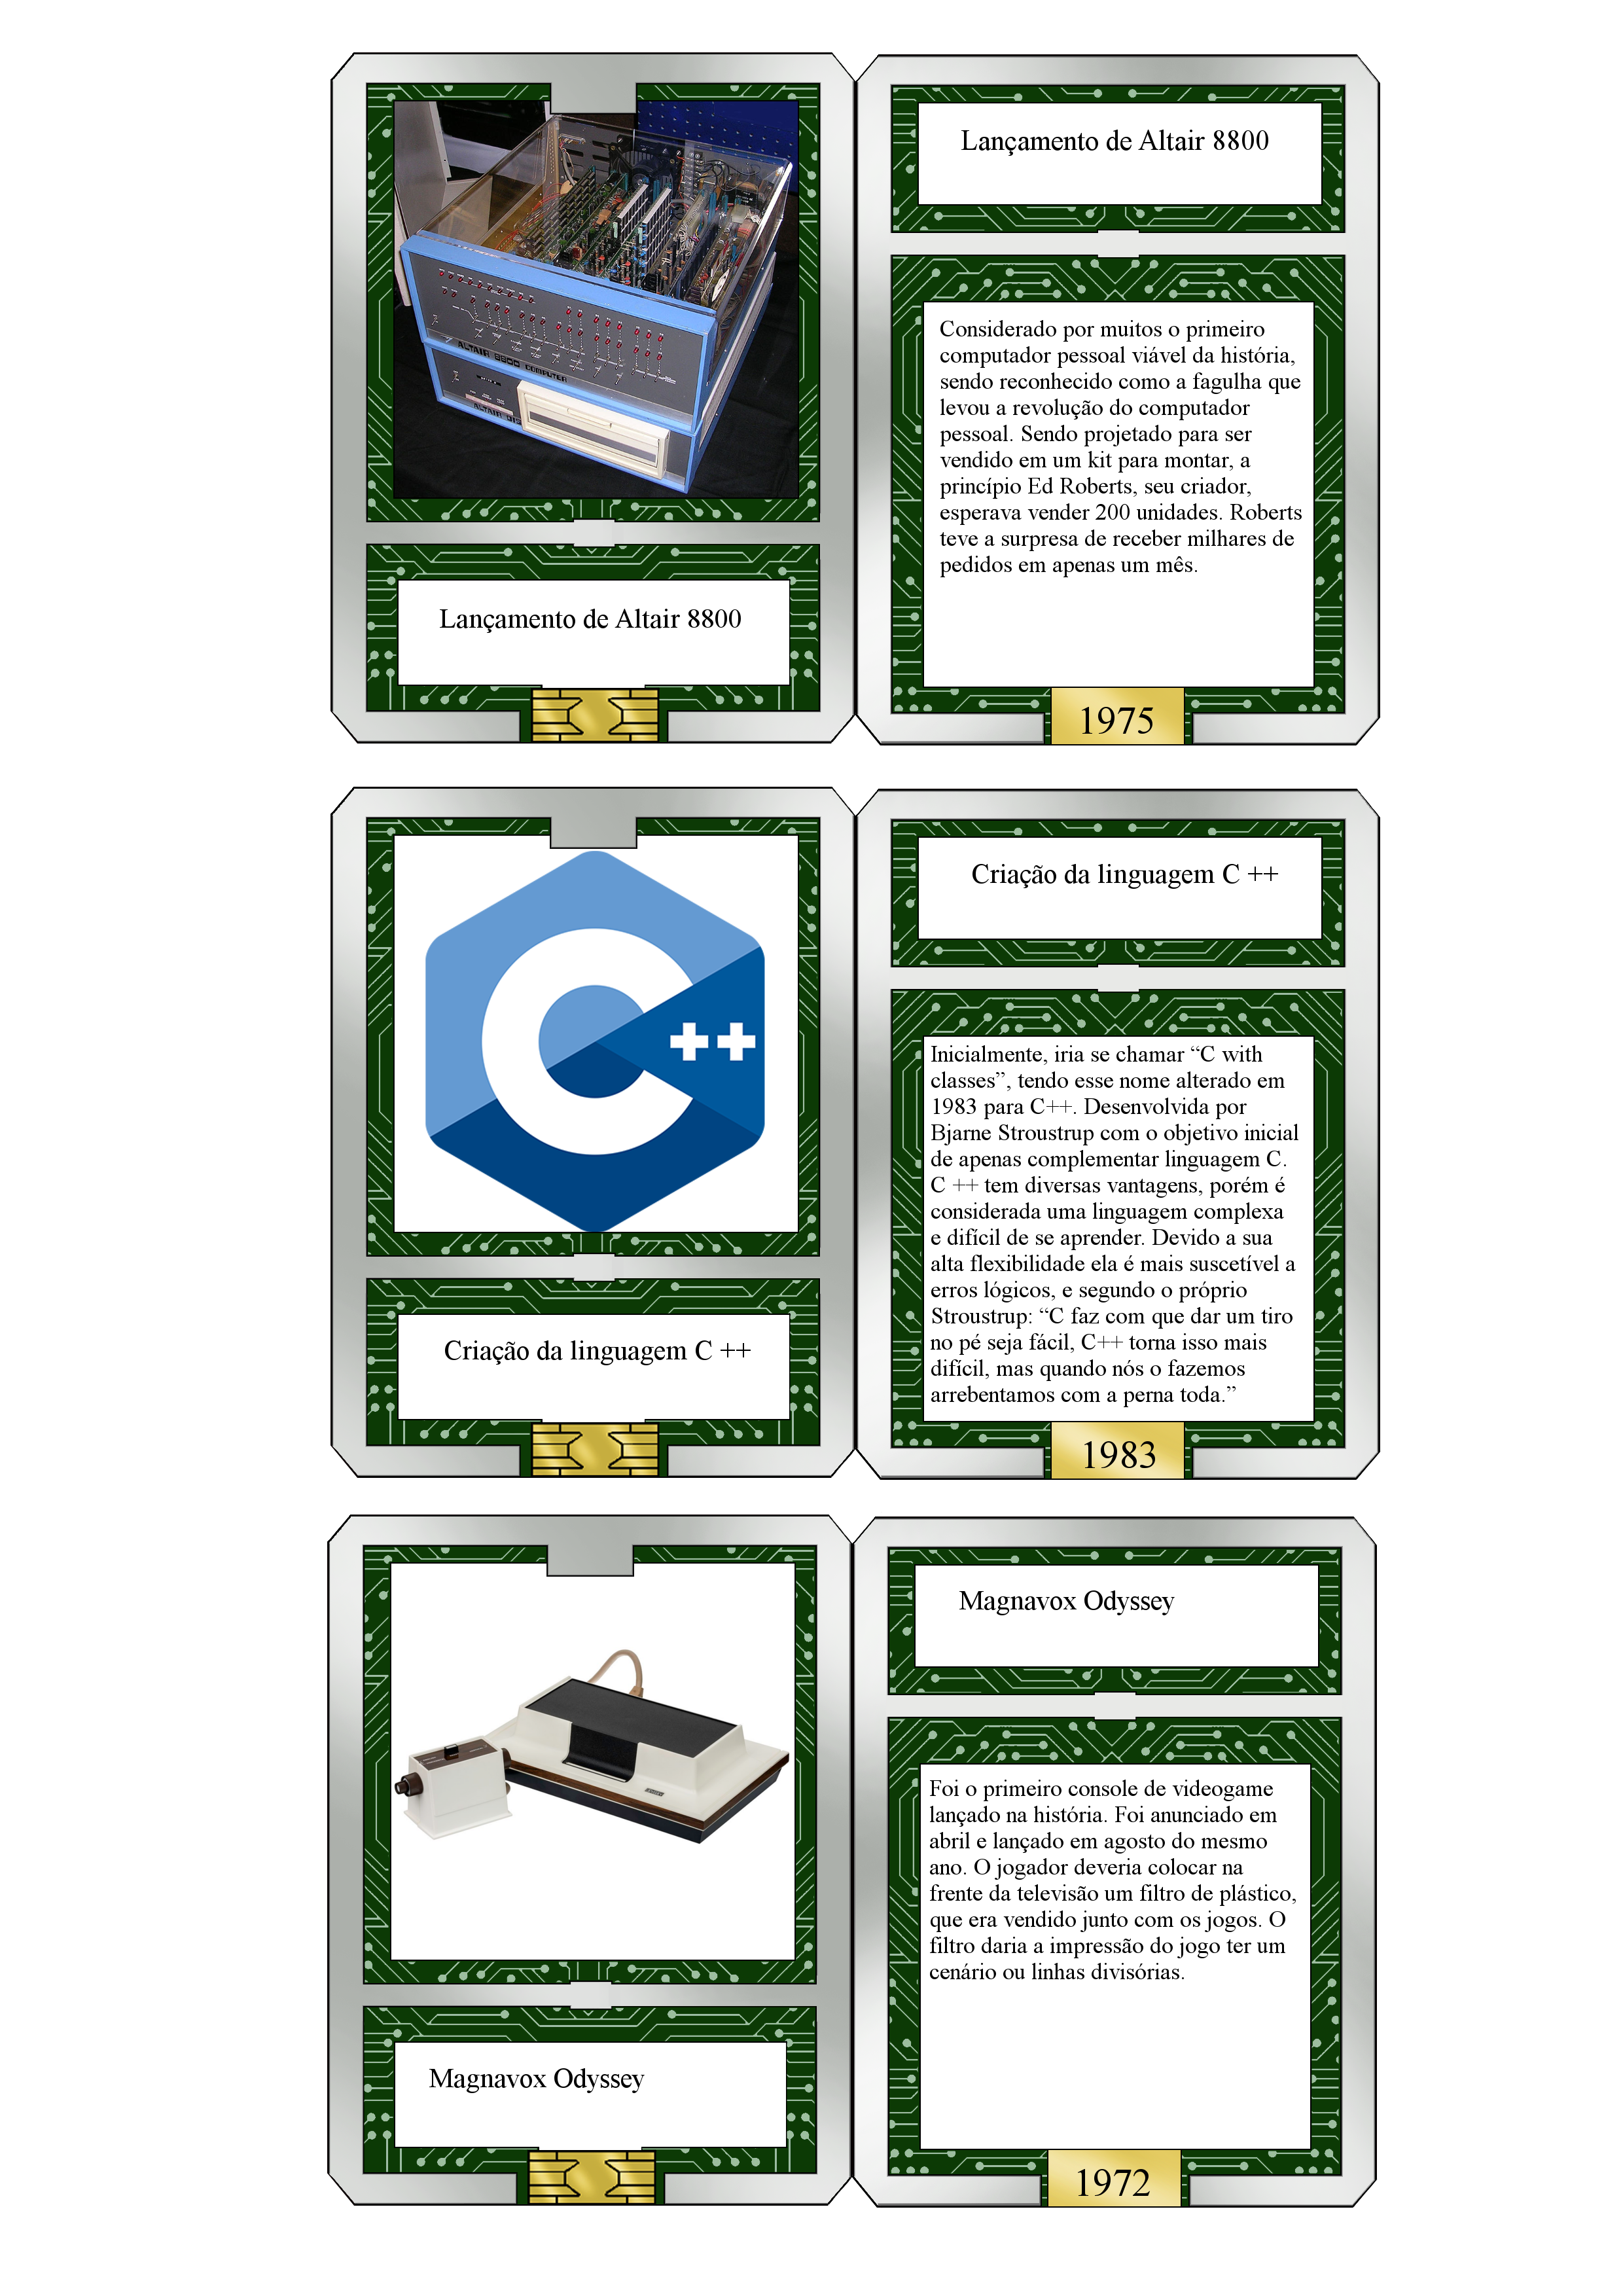 Lançamento de Altair 8800
Considerado por muitos o primeiro
computador pessoal viável da história,
sendo reconhecido como a fagulha que
levou a revolução do computador
pessoal. Sendo projetado para ser
vendido em um kit para montar, a
princípio Ed Roberts, seu criador,
esperava vender 200 unidades. Roberts
teve a surpresa de receber milhares de
pedidos em apenas um mês.
1975
ALTAIR 8800 COMPUTER
ALTAIR
Lançamento de Altair 8800
++
Criação da linguagem C ++
Criação da linguagem C ++
Inicialmente, iria se chamar “C with
classes”, tendo esse nome alterado em
1983 para C++. Desenvolvida por
Bjarne Stroustrup com o objetivo inicial
de apenas complementar linguagem C.
C ++ tem diversas vantagens, porém é
considerada uma linguagem complexa
e difícil de se aprender. Devido a sua
alta flexibilidade ela é mais suscetível a
erros lógicos, e segundo o próprio
Stroustrup: “C faz com que dar um tiro
no pé seja fácil, C++ torna isso mais
difícil, mas quando nós o fazemos
arrebentamos com a perna toda.”
1983
Magnavox Odyssey
Magnavox Odyssey
Foi o primeiro console de videogame
lançado na história. Foi anunciado em
abril e lançado em agosto do mesmo
ano. O jogador deveria colocar na
frente da televisão um filtro de plástico,
que era vendido junto com os jogos. O
filtro daria a impressão do jogo ter um
cenário ou linhas divisórias.
1972